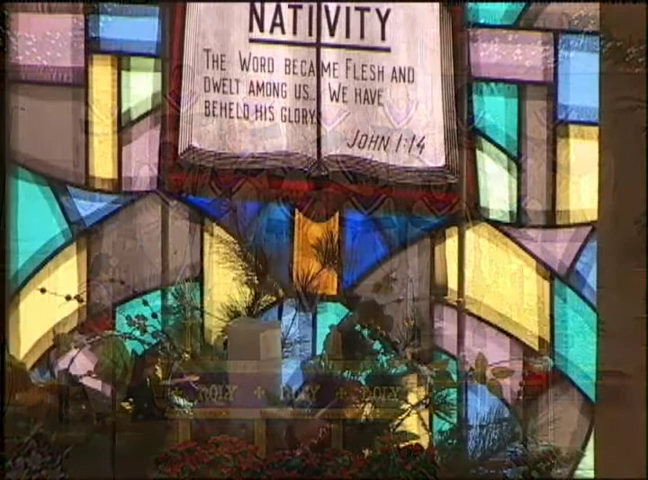 NATIVITY
THE WORD BECAME FLESH AND
DWELT AMONG US... WE HAVE
BEHELD HIS GLORY
JOHN 1:14
HOLY + HOLY + HOLY